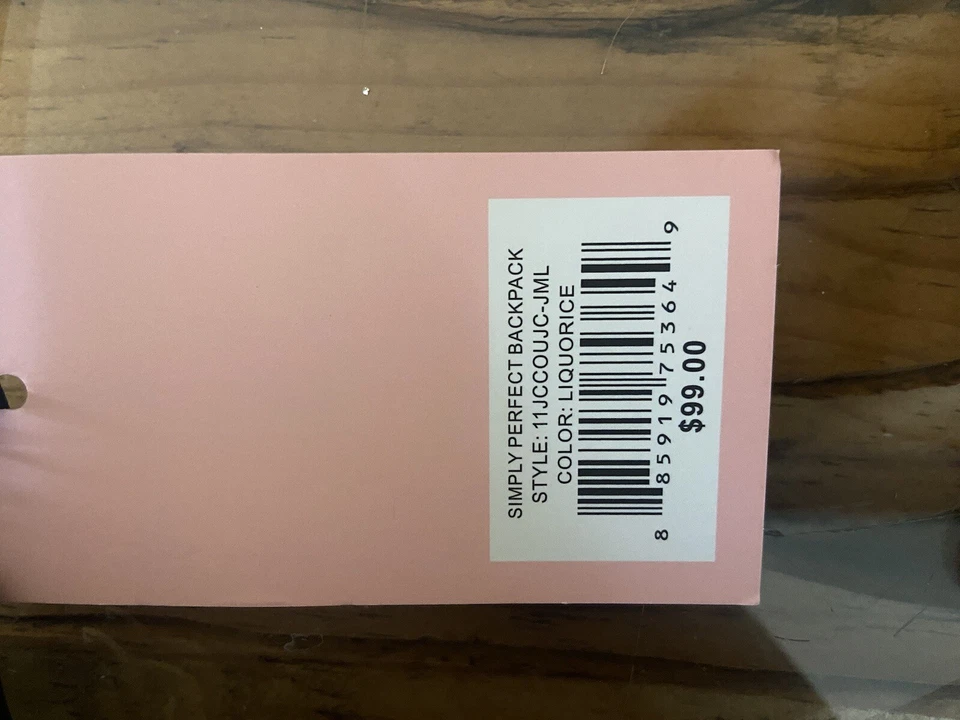 SIMPLY PERFECT BACKPACK
STYLE: 11JCCOUJC-JML
COLOR: LIQUORICE
8 85919 75364 9
$99.00